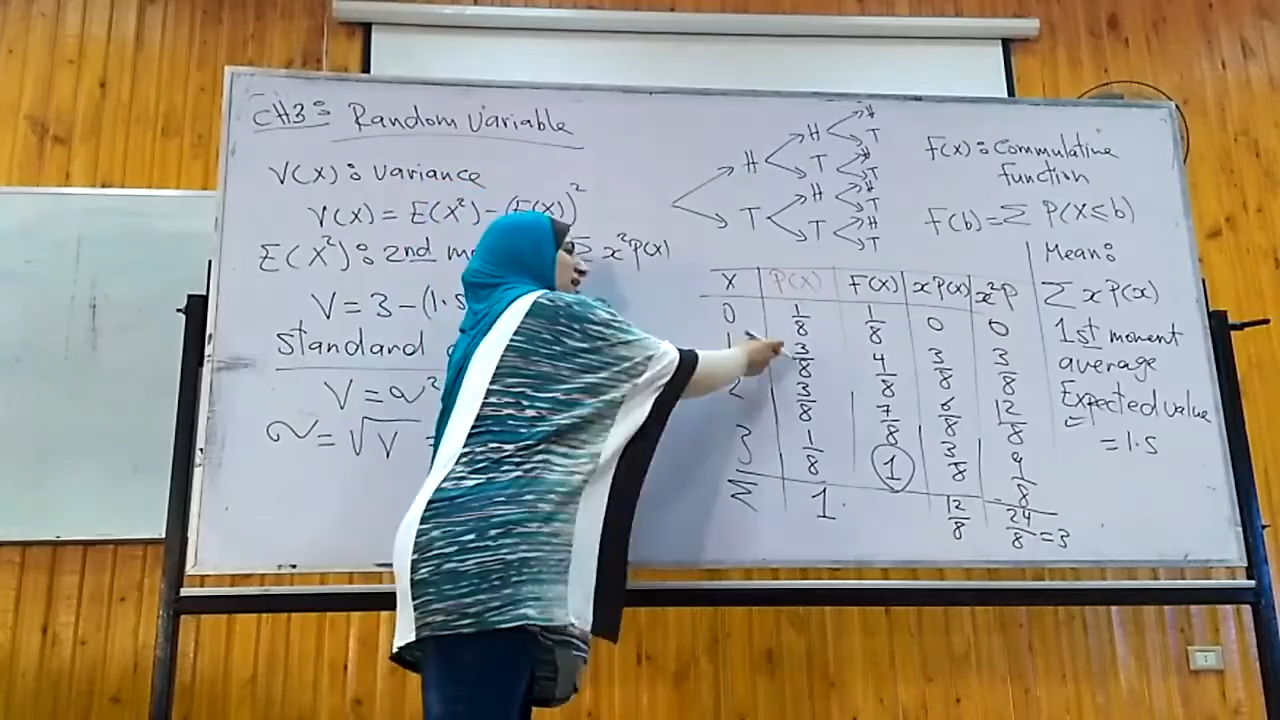 CH3: Random Variable
V(X): Variance
V(X) = E(X²) - (E(X))²
E(X²): 2nd Σ x²P(x)
V = 3 - (1.5
standard
V =
= √V =
H
T
H
T
H
T
H
T
H
T
H
T
H
T
F(x): Commulative
function
F(b) = Σ P(X≤b)
X P(X) F(X) xP(x) x²P
0 1/8 1/8 0 0
3/8 4/8 3/8 3/8
2 3/8 7/8 6/8 12/8
3 1/8 1 3/8 9/8
Σ 1 12/8 24/8 = 3
Mean:
Σ x P(x)
1st moment
average
Expected value
= 1.5